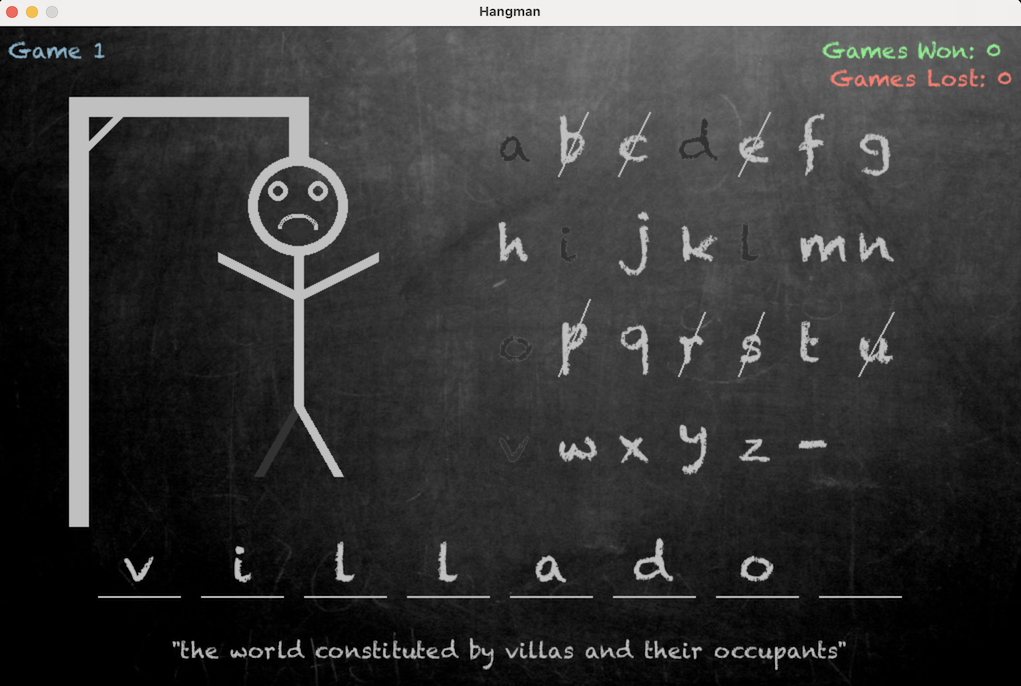 Hangman
Game 1
Games Won: 0
Games Lost: 0
a b c d e f g
h i j k l m n
o p q r s t u
v w x y z -
v i l l a d o
"the world constituted by villas and their occupants"